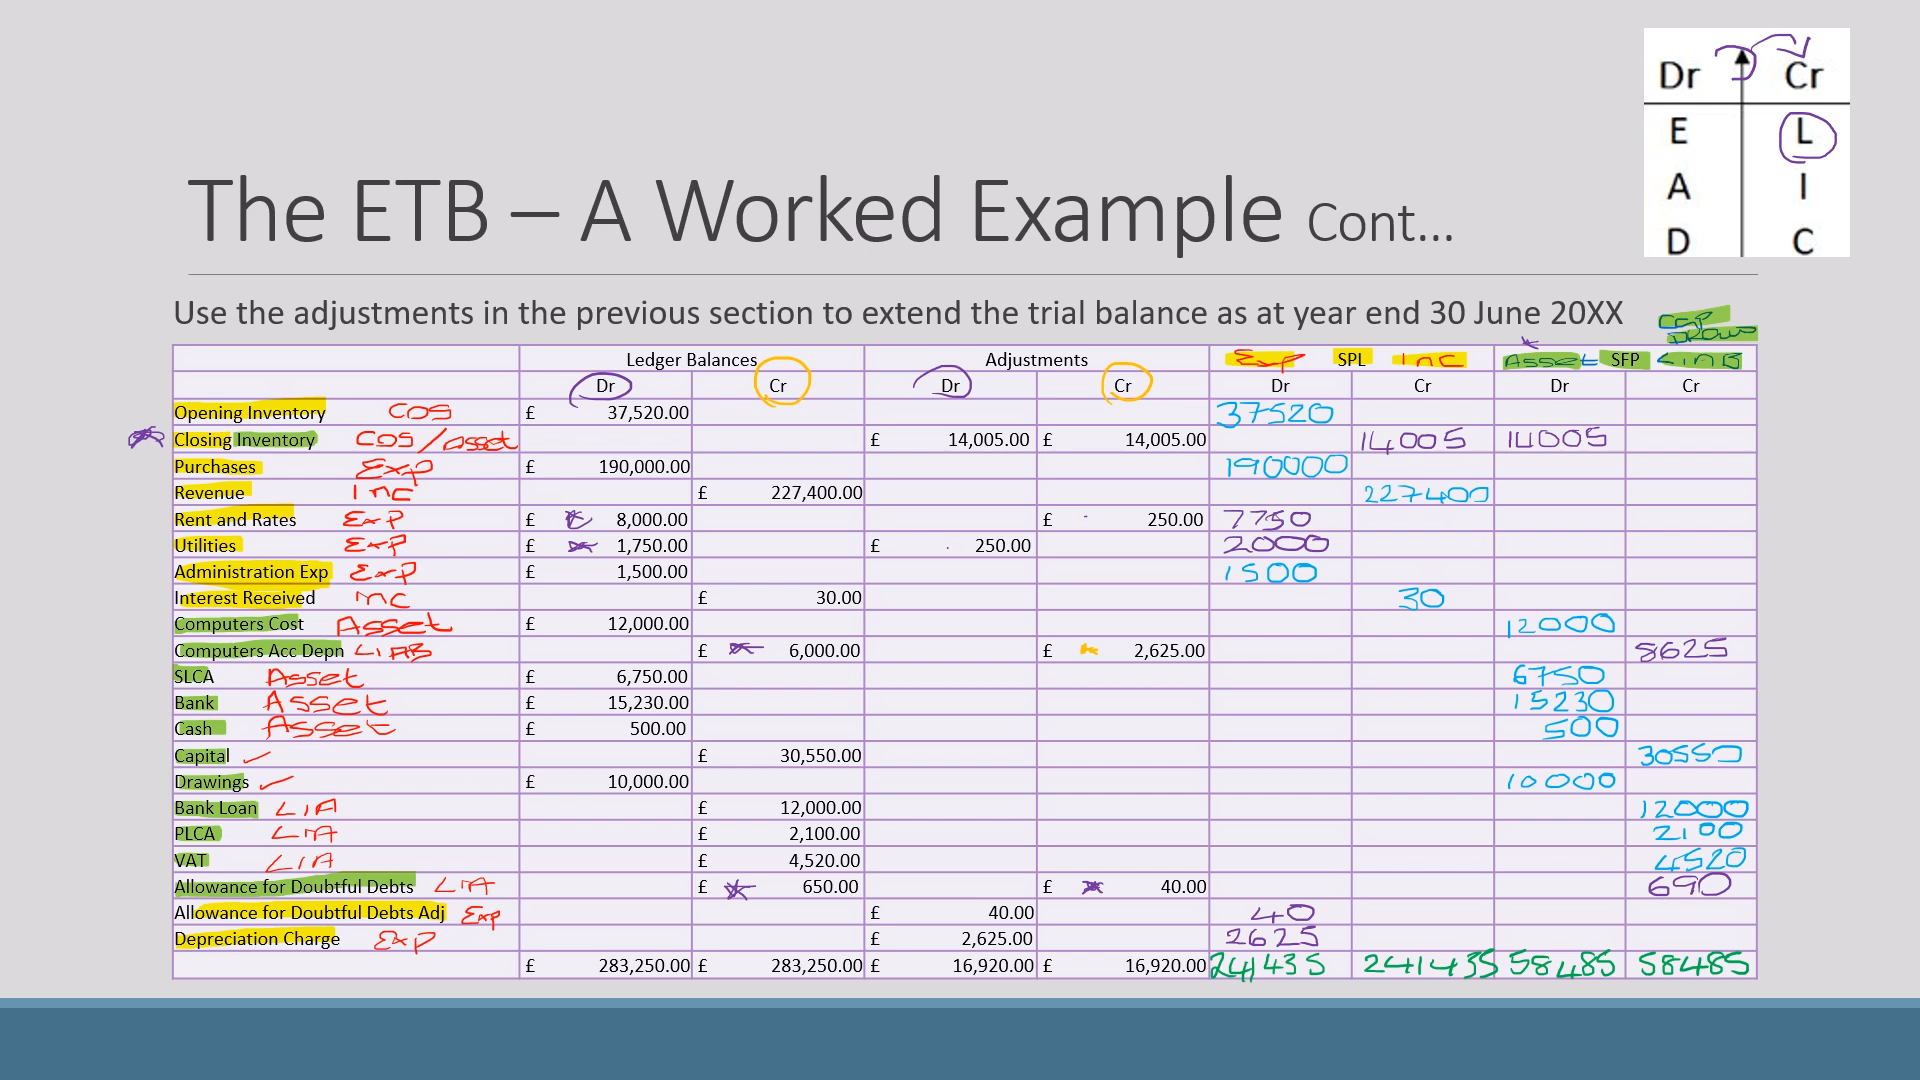 Dr Cr
E L
A I
D C
The ETB – A Worked Example Cont…
Use the adjustments in the previous section to extend the trial balance as at year end 30 June 20XX
CAP
Draw
Ledger Balances Adjustments Exp SPL Inc Asset SFP Liab
Dr Cr Dr Cr Dr Cr Dr Cr
Opening Inventory COS £ 37,520.00 37520
Closing Inventory COS/asset £ 14,005.00 £ 14,005.00 14005 14005
Purchases Exp £ 190,000.00 190000
Revenue Inc £ 227,400.00 227400
Rent and Rates Exp £ 8,000.00 £ 250.00 7750
Utilities Exp £ 1,750.00 £ 250.00 2000
Administration Exp Exp £ 1,500.00 1500
Interest Received Inc £ 30.00 30
Computers Cost Asset £ 12,000.00 12000
Computers Acc Depn LIAB £ 6,000.00 £ 2,625.00 8625
SLCA Asset £ 6,750.00 6750
Bank Asset £ 15,230.00 15230
Cash Asset £ 500.00 500
Capital ✓ £ 30,550.00 30550
Drawings ✓ £ 10,000.00 10000
Bank Loan LIA £ 12,000.00 12000
PLCA LIA £ 2,100.00 2100
VAT LIA £ 4,520.00 4520
Allowance for Doubtful Debts LIA £ 650.00 £ 40.00 690
Allowance for Doubtful Debts Adj Exp £ 40.00 40
Depreciation Charge Exp £ 2,625.00 2625
£ 283,250.00 £ 283,250.00 £ 16,920.00 £ 16,920.00 241435 241435 58485 58485